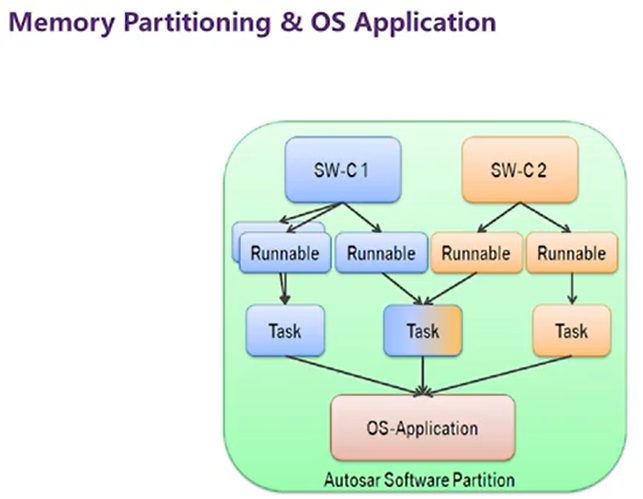 Memory Partitioning & OS Application
SW-C 1
SW-C 2
Runnable
Runnable
Runnable
Runnable
Task
Task
Task
OS-Application
Autosar Software Partition